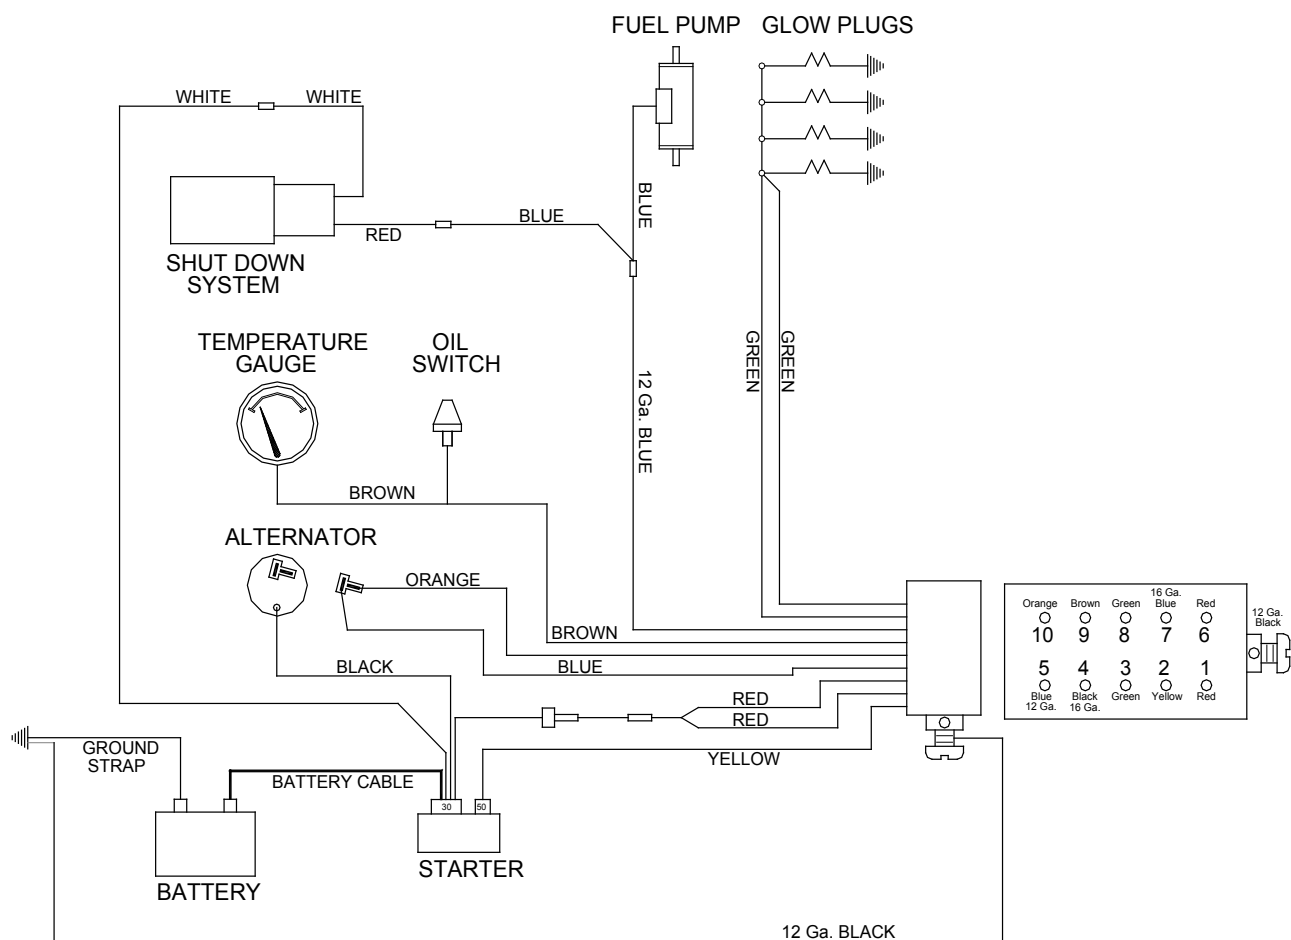 FUEL PUMP
GLOW PLUGS
WHITE
WHITE
BLUE
BLUE
RED
SHUT DOWN
SYSTEM
TEMPERATURE
GAUGE
OIL
SWITCH
12 Ga. BLUE
GREEN
GREEN
BROWN
ALTERNATOR
ORANGE
BROWN
BLUE
BLACK
RED
RED
YELLOW
GROUND
STRAP
BATTERY CABLE
30
50
STARTER
BATTERY
12 Ga. BLACK
Orange
Brown
Green
16 Ga.
Blue
Red
10
9
8
7
6
5
4
3
2
1
Blue
12 Ga.
Black
16 Ga.
Green
Yellow
Red
12 Ga.
Black